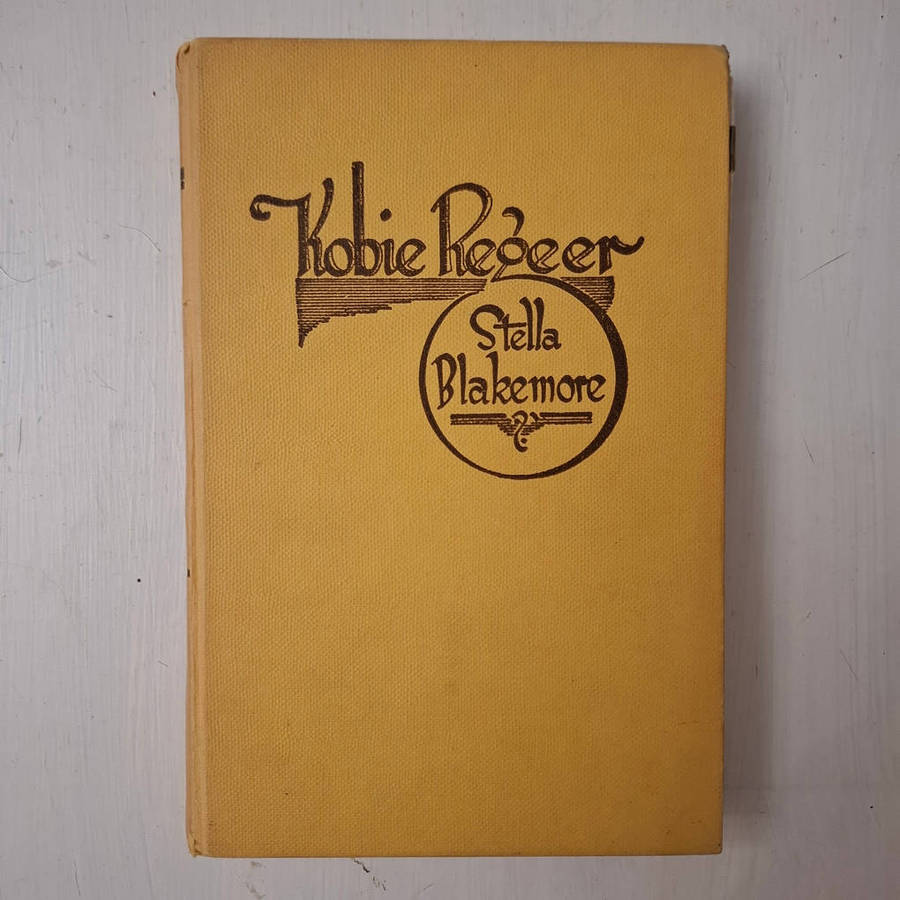 Kobie Regeer
Stella
Blakemore